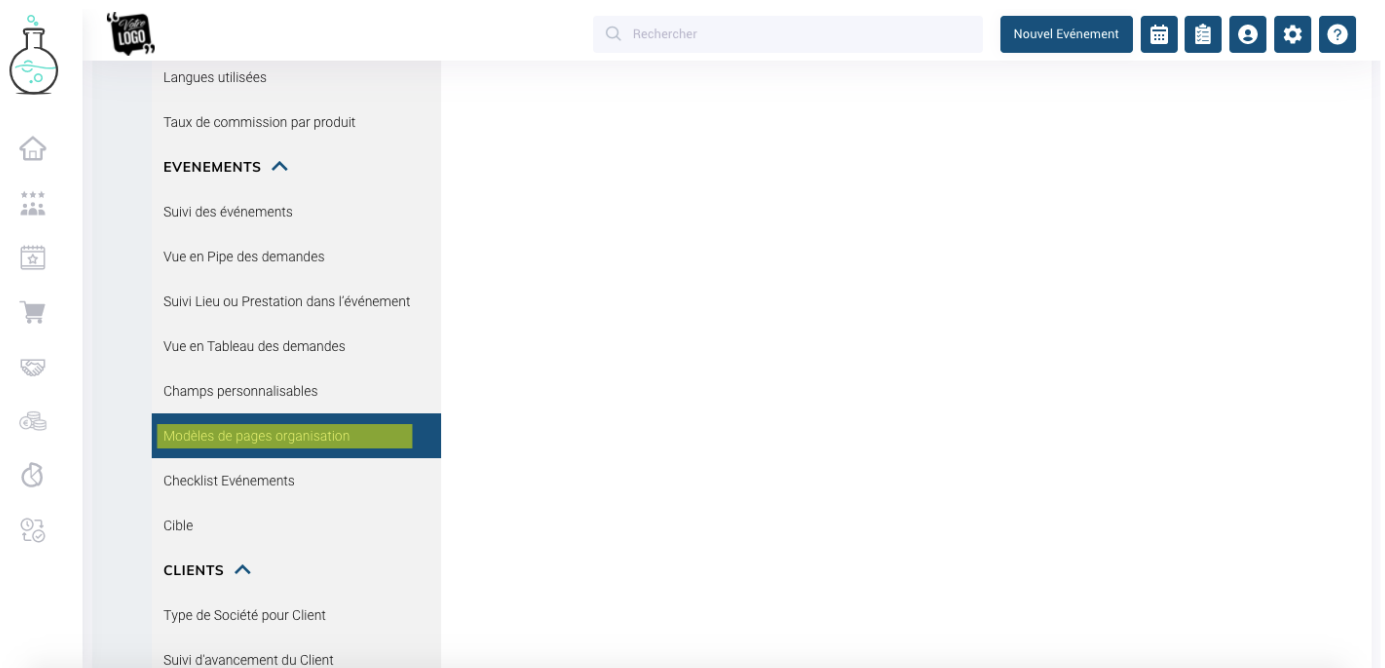 Votre
LOGO
Rechercher
Nouvel Evénement
Langues utilisées
Taux de commission par produit
EVENEMENTS
Suivi des événements
Vue en Pipe des demandes
Suivi Lieu ou Prestation dans l'événement
Vue en Tableau des demandes
Champs personnalisables
Modèles de pages organisation
Checklist Evénements
Cible
CLIENTS
Type de Société pour Client
Suivi d'avancement du Client